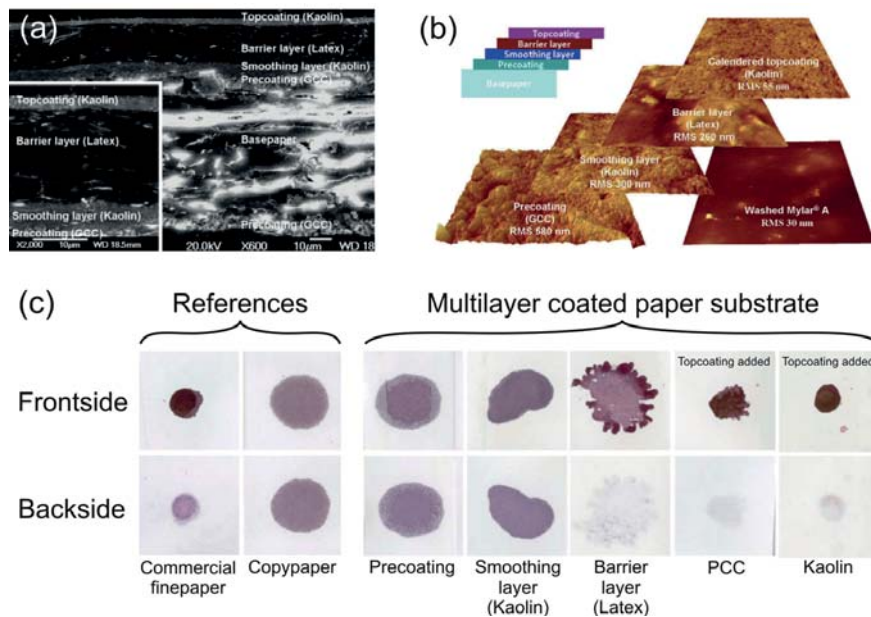 (a)
Topcoating (Kaolin)
Barrier layer (Latex)
Smoothing layer (Kaolin)
Precoating (GCC)
Basepaper
Precoating (GCC)
Topcoating (Kaolin)
Barrier layer (Latex)
Smoothing layer (Kaolin)
Precoating (GCC)
X2,000 10μm WD 18.5mm
20.0kV X600 10μm WD 18
(b)
Topcoating
Barrier layer
Smoothing layer
Precoating
Basepaper
Calendered topcoating
(Kaolin)
RMS 55 nm
Barrier layer
(Latex)
RMS 260 nm
Smoothing layer
(Kaolin)
RMS 300 nm
Precoating
(GCC)
RMS 580 nm
Washed Mylar® A
RMS 30 nm
(c)
References
Multilayer coated paper substrate
Topcoating added
Topcoating added
Frontside
Backside
Commercial
finepaper
Copypaper
Precoating
Smoothing
layer
(Kaolin)
Barrier
layer
(Latex)
PCC
Kaolin